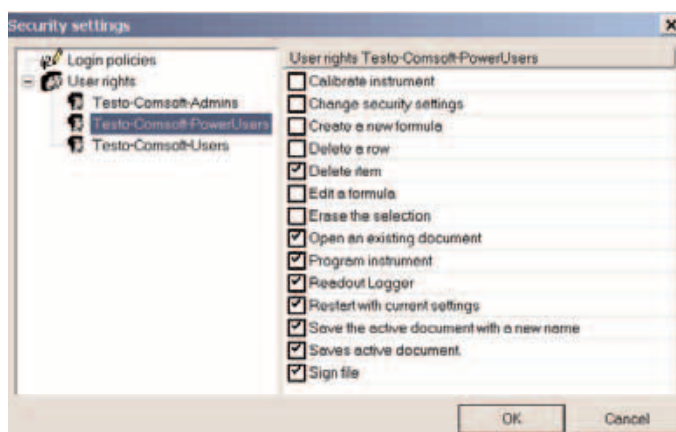 Security settings
Login policies
User rights
Testo-Comsoft-Admins
Testo-Comsoft-PowerUsers
Testo-Comsoft-Users
User rights Testo-Comsoft-PowerUsers
Calibrate instrument
Change security settings
Create a new formula
Delete a row
Delete item
Edit a formula
Erase the selection
Open an existing document
Program instrument
Readout Logger
Restart with current settings
Save the active document with a new name
Saves active document.
Sign file
OK
Cancel